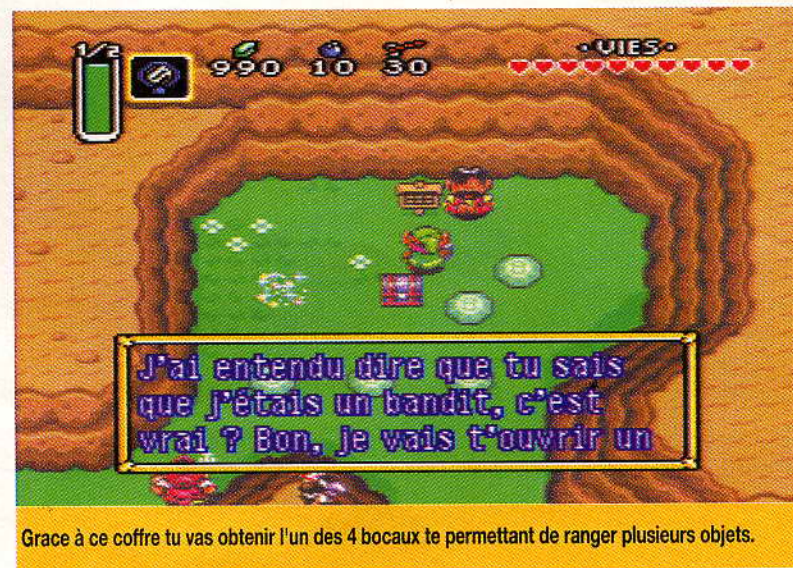 1/2
990 10 30
·VIES·
J'ai entendu dire que tu sais
que j'étais un bandit, c'est
vrai ? Bon, je vais t'ouvrir un
Grace à ce coffre tu vas obtenir l'un des 4 bocaux te permettant de ranger plusieurs objets.